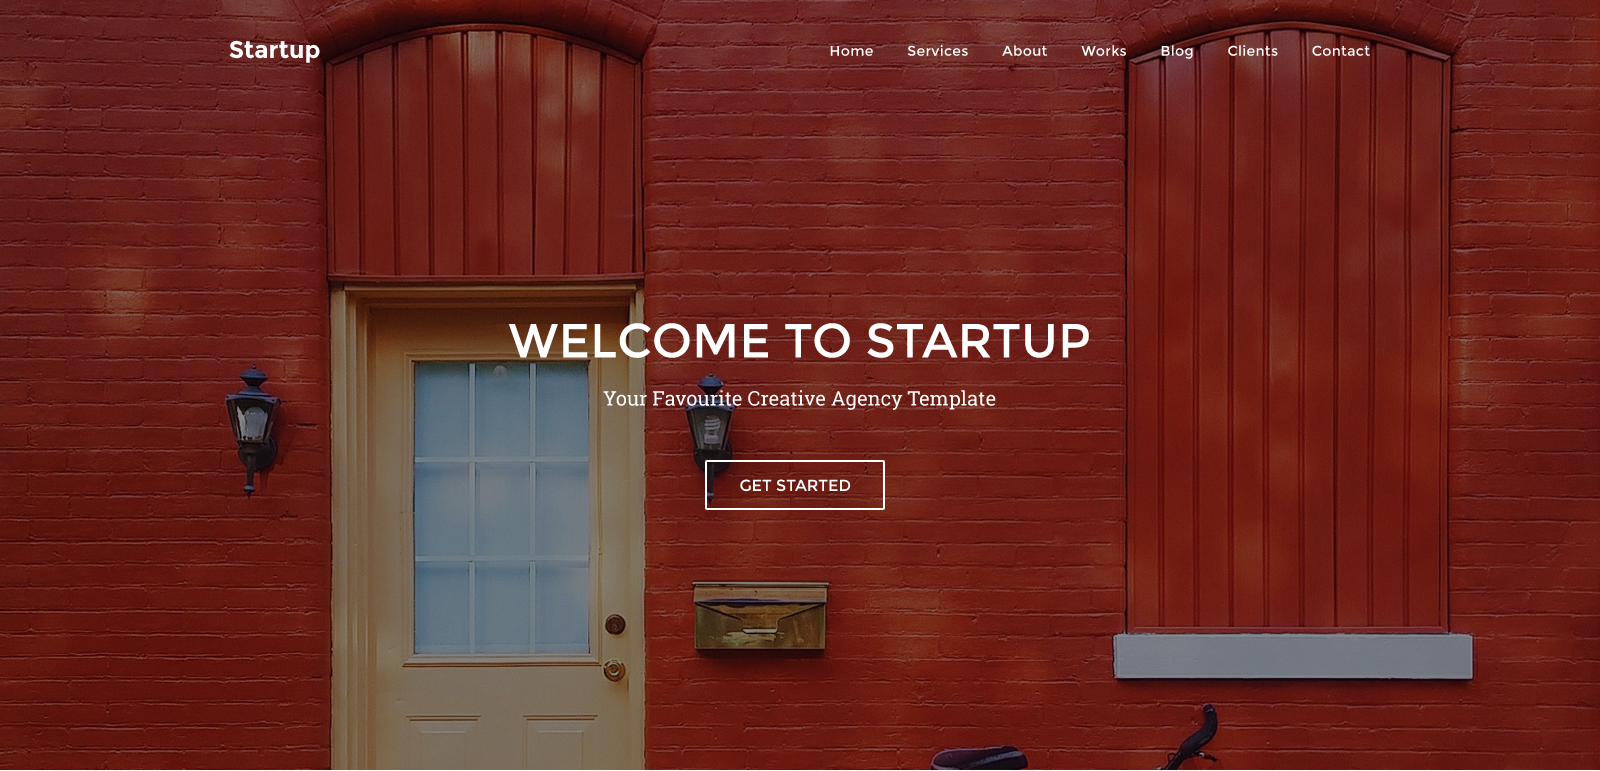 Startup
Home Services About Works Blog Clients Contact
WELCOME TO STARTUP
Your Favourite Creative Agency Template
GET STARTED